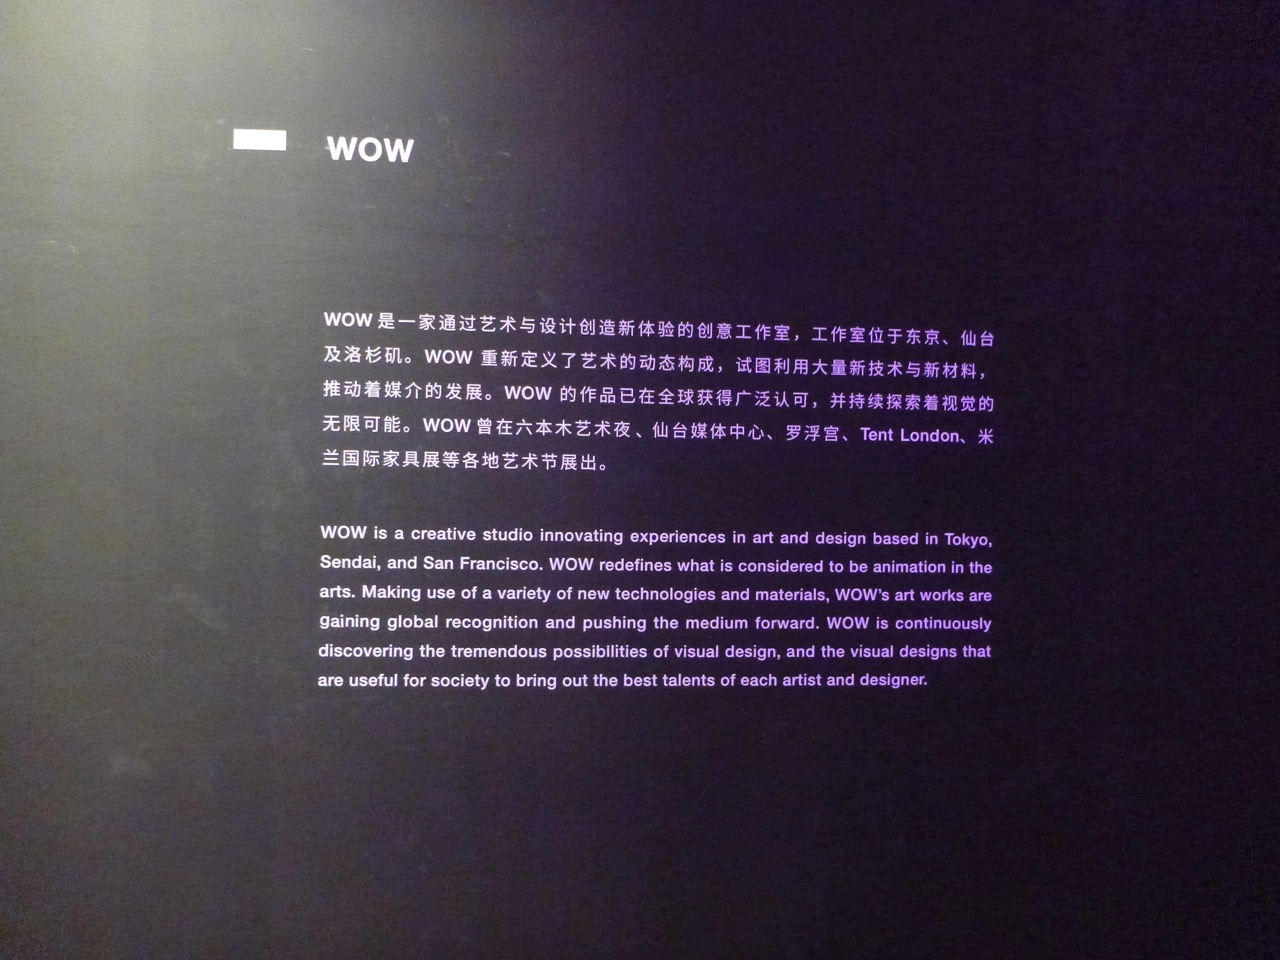 WOW
WOW 是一家通过艺术与设计创造新体验的创意工作室，工作室位于东京、仙台
及洛杉矶。WOW 重新定义了艺术的动态构成，试图利用大量新技术与新材料，
推动着媒介的发展。WOW 的作品已在全球获得广泛认可，并持续探索着视觉的
无限可能。WOW 曾在六本木艺术夜、仙台媒体中心、罗浮宫、Tent London、米
兰国际家具展等各地艺术节展出。
WOW is a creative studio innovating experiences in art and design based in Tokyo,
Sendai, and San Francisco. WOW redefines what is considered to be animation in the
arts. Making use of a variety of new technologies and materials, WOW's art works are
gaining global recognition and pushing the medium forward. WOW is continuously
discovering the tremendous possibilities of visual design, and the visual designs that
are useful for society to bring out the best talents of each artist and designer.